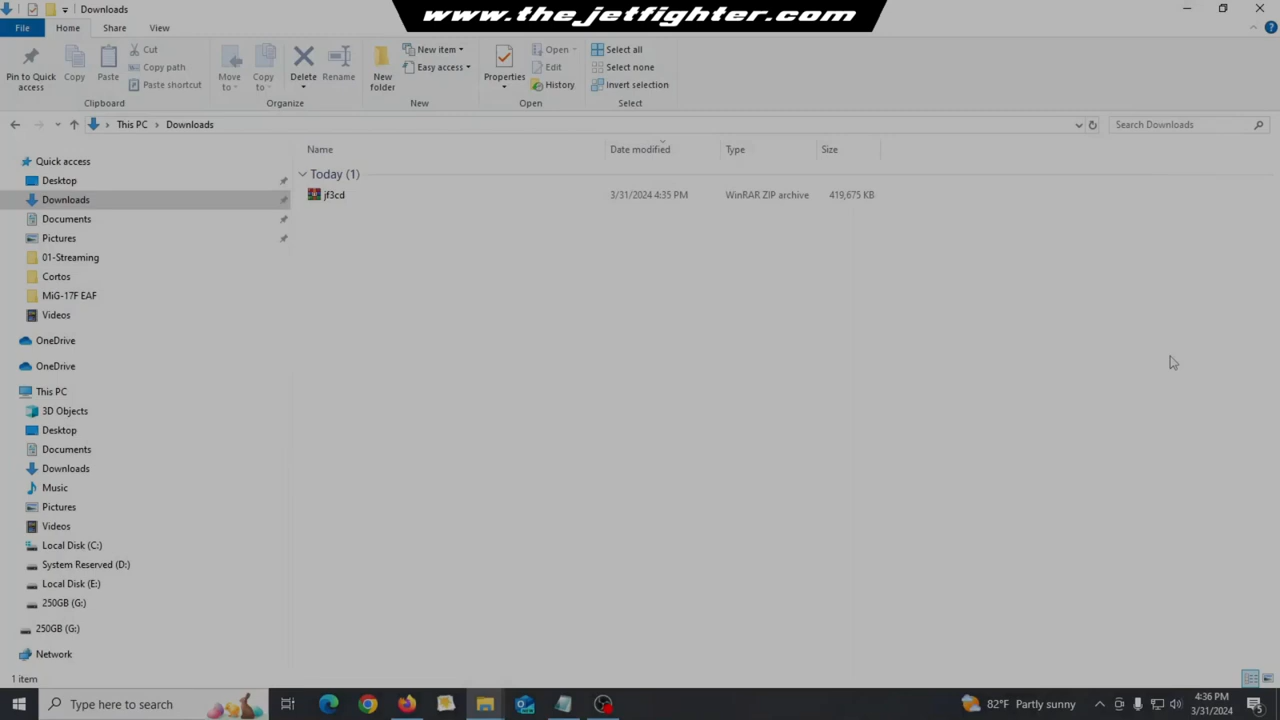 Downloads
www.thejetfighter.com
File Home Share View
Pin to Quick access
Copy
Paste
Cut
Copy path
Paste shortcut
Clipboard
Move to
Copy to
Delete
Rename
Organize
New folder
New item
Easy access
New
Properties
Open
Edit
History
Open
Select all
Select none
Invert selection
Select
This PC > Downloads
Search Downloads
Name Date modified Type Size
Today (1)
jf3cd 3/31/2024 4:35 PM WinRAR ZIP archive 419,675 KB
Quick access
Desktop
Downloads
Documents
Pictures
01-Streaming
Cortos
MiG-17F EAF
Videos
OneDrive
OneDrive
This PC
3D Objects
Desktop
Documents
Downloads
Music
Pictures
Videos
Local Disk (C:)
System Reserved (D:)
Local Disk (E:)
250GB (G:)
250GB (G:)
Network
1 item
Type here to search
82°F Partly sunny
4:36 PM
3/31/2024
5